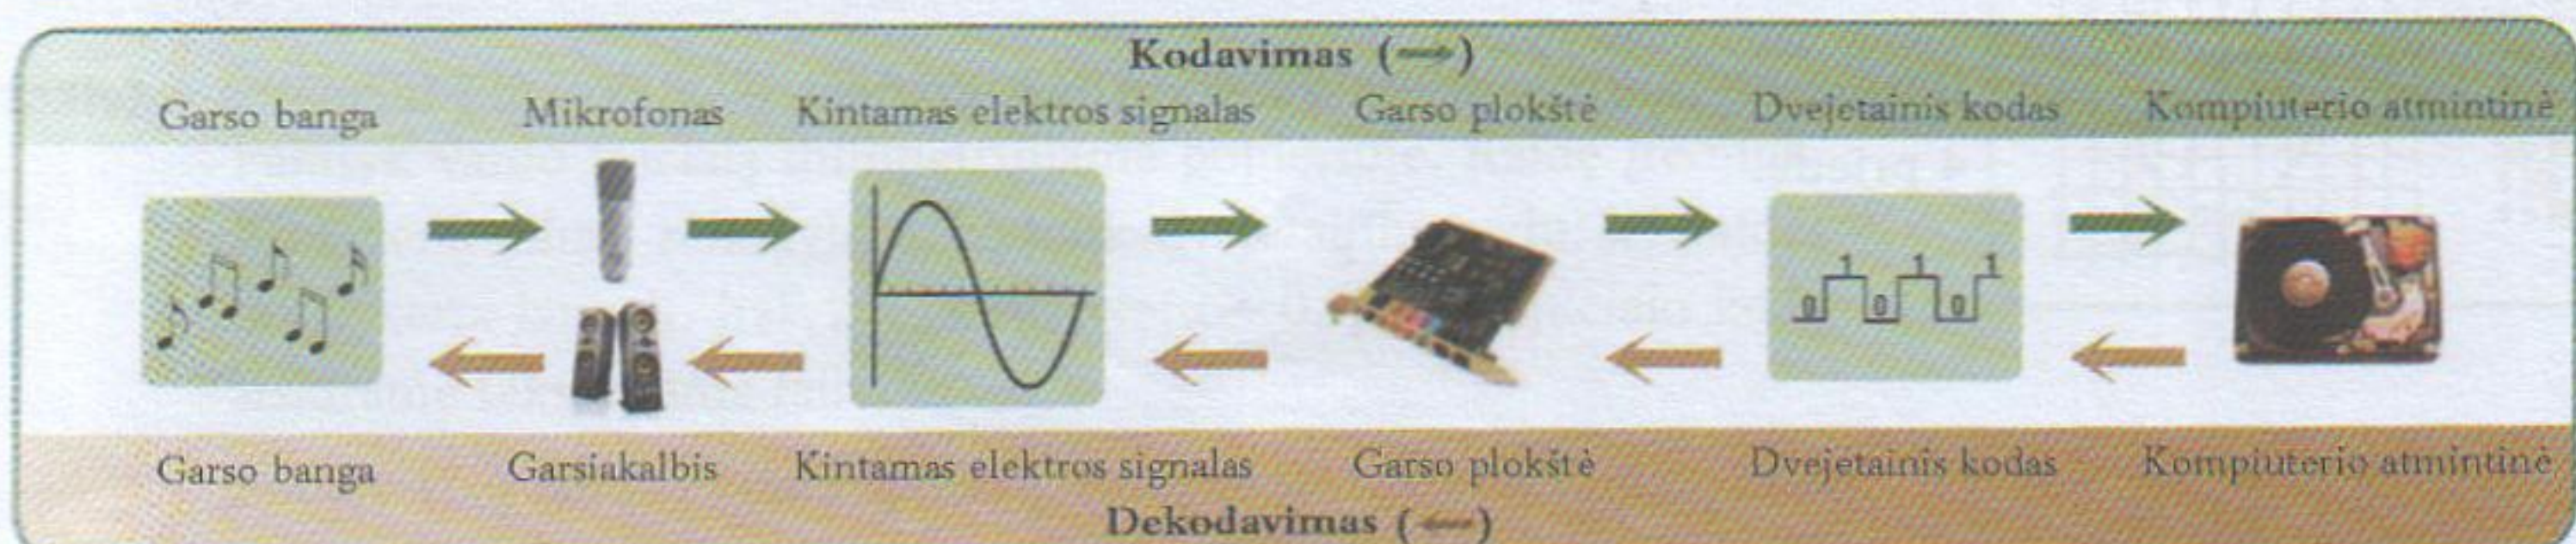 Kodavimas (→)
Garso banga Mikrofonas Kintamas elektros signalas Garso plokštė Dvejetainis kodas Kompiuterio atmintinė
0 1 0 1 0 1
Garso banga Garsiakalbis Kintamas elektros signalas Garso plokštė Dvejetainis kodas Kompiuterio atmintinė
Dekodavimas (←)